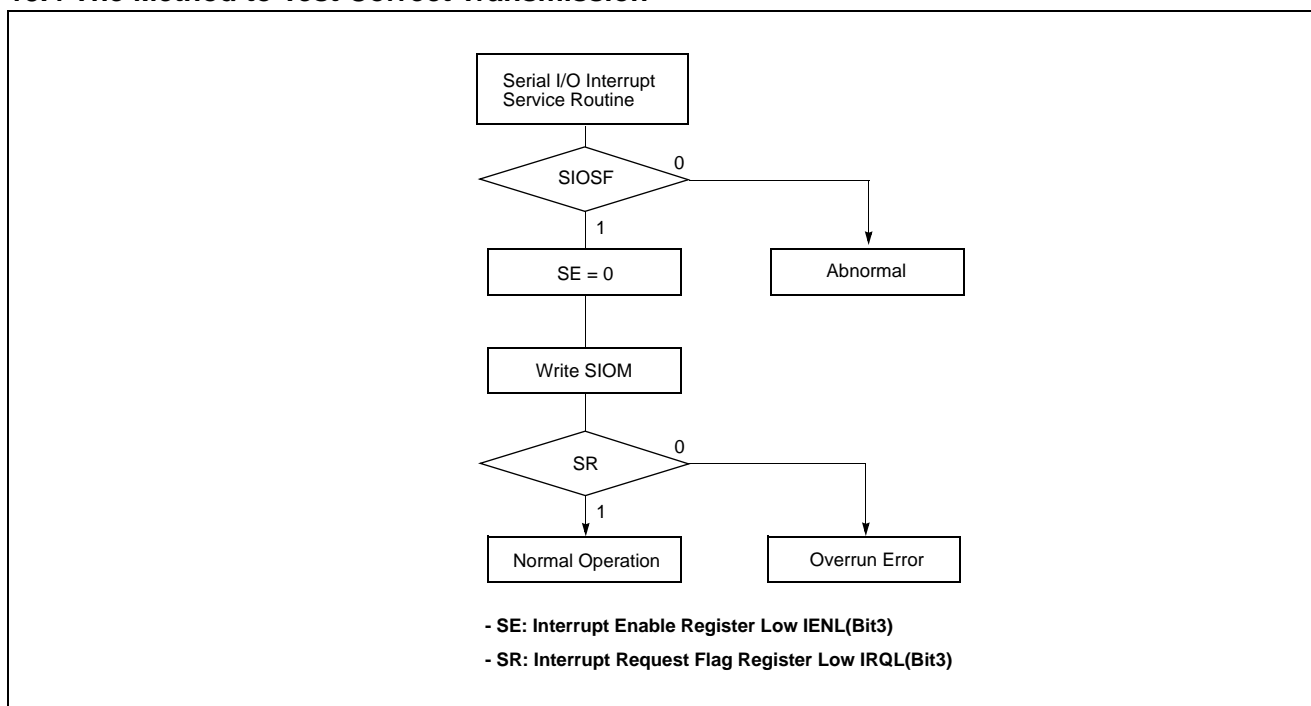 Serial I/O Interrupt
Service Routine
SIOSF
0
1
SE = 0
Abnormal
Write SIOM
SR
0
1
Normal Operation
Overrun Error
- SE: Interrupt Enable Register Low IENL(Bit3)
- SR: Interrupt Request Flag Register Low IRQL(Bit3)